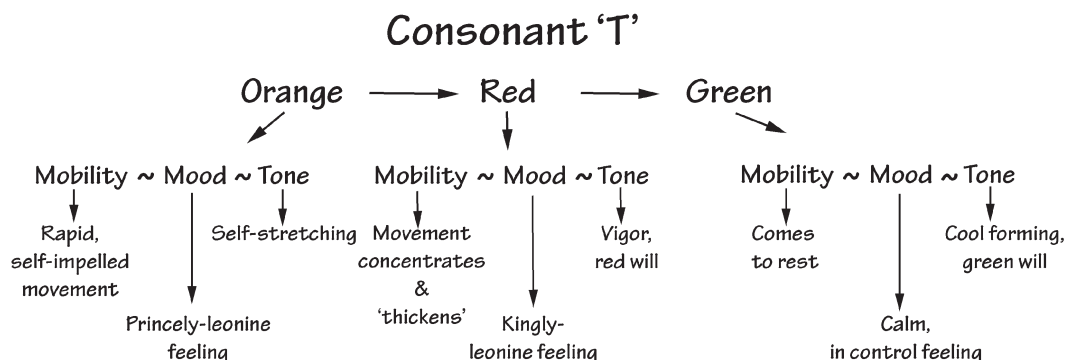 Consonant ‘T’
Orange Red Green
Mobility ~ Mood ~ Tone Mobility ~ Mood ~ Tone Mobility ~ Mood ~ Tone
Rapid,
self-impelled
movement
Self-stretching
Princely-leonine
feeling
Movement
concentrates
&
‘thickens’
Vigor,
red will
Kingly-
leonine feeling
Comes
to rest
Cool forming,
green will
Calm,
in control feeling